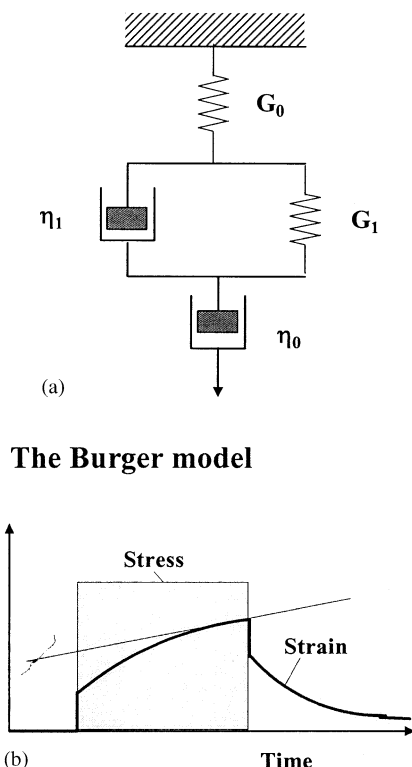 G₀
η₁
G₁
η₀
(a)
The Burger model
Stress
Strain
(b)
Time